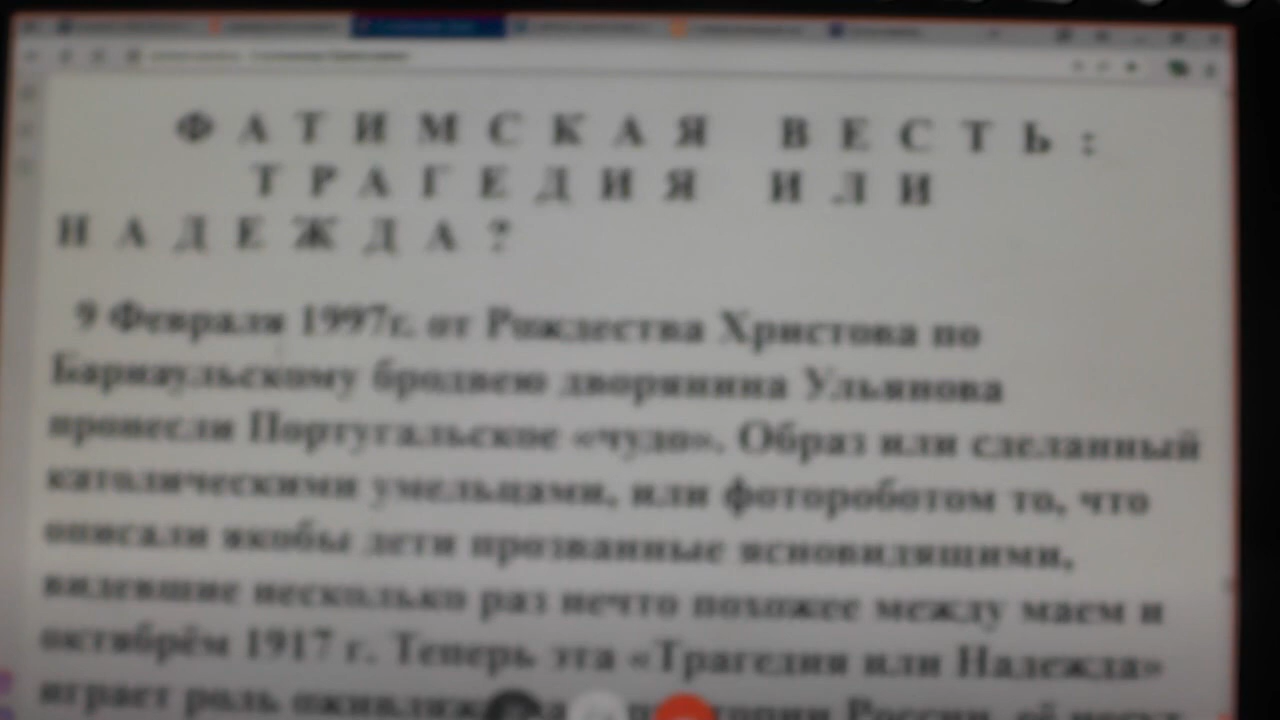 Ф А Т И М С К А Я В Е С Т Ь :
Т Р А Г Е Д И Я И Л И
Н А Д Е Ж Д А ?
9 Февраля 1997г. от Рождества Христова по
Барнаульскому бродвею дворянина Ульянова
пронесли Португальское «чудо». Образ или сделанный
католическими умельцами, или фотороботом то, что
описали якобы дети прозванные ясновидящими,
видевшие несколько раз нечто похожее между маем и
октябрём 1917 г. Теперь эта «Трагедия или Надежда»
играет роль России,